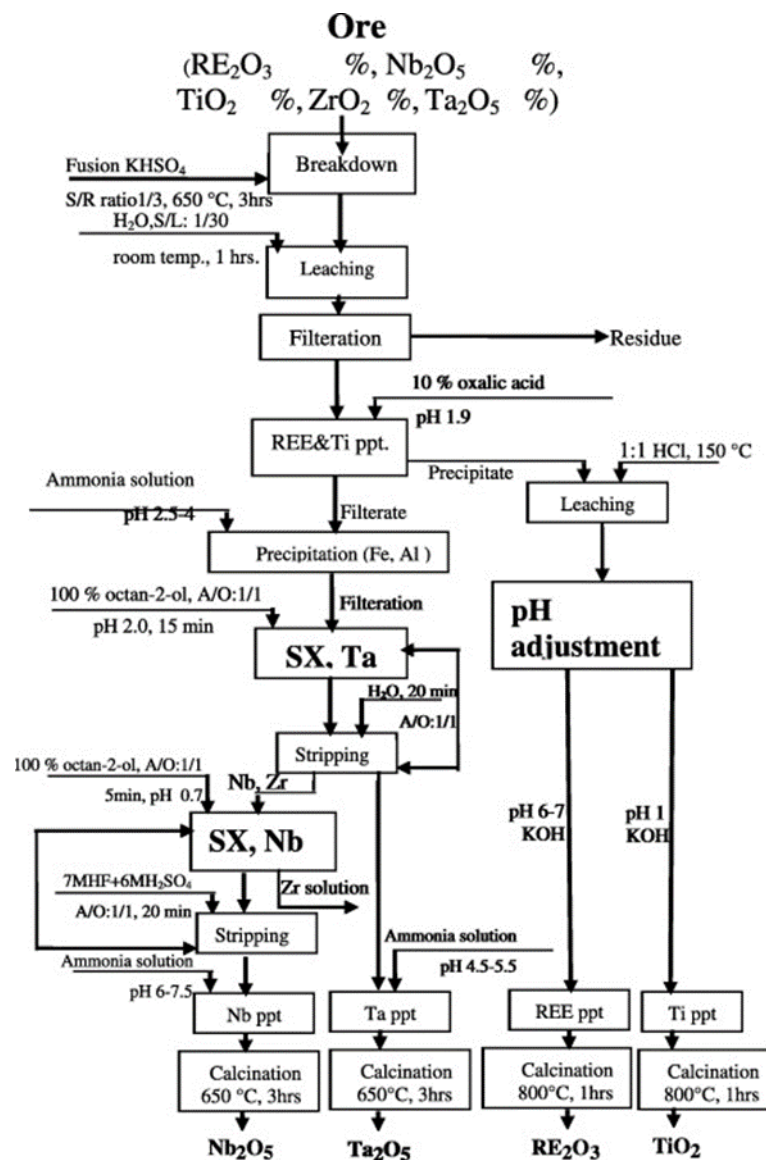 Ore
(RE₂O₃ %, Nb₂O₅ %,
TiO₂ %, ZrO₂ %, Ta₂O₅ %)
Breakdown
Fusion KHSO₄
S/R ratio1/3, 650 °C, 3hrs
H₂O,S/L: 1/30
room temp., 1 hrs.
Leaching
Filteration
Residue
10 % oxalic acid
pH 1.9
REE&Ti ppt.
Precipitate
1:1 HCl, 150 °C
Leaching
Ammonia solution
pH 2.5-4
Filterate
Precipitation (Fe, Al )
100 % octan-2-ol, A/O:1/1
pH 2.0, 15 min
Filteration
SX, Ta
pH
adjustment
H₂O, 20 min
A/O:1/1
Stripping
100 % octan-2-ol, A/O:1/1
5min, pH 0.7
Nb, Zr
SX, Nb
Zr solution
pH 6-7
KOH
pH 1
KOH
7MHF+6MH₂SO₄
A/O:1/1, 20 min
Stripping
Ammonia solution
pH 6-7.5
Ammonia solution
pH 4.5-5.5
Nb ppt
Ta ppt
REE ppt
Ti ppt
Calcination
650 °C, 3hrs
Calcination
650°C, 3hrs
Calcination
800°C, 1hrs
Calcination
800°C, 1hrs
Nb₂O₅
Ta₂O₅
RE₂O₃
TiO₂